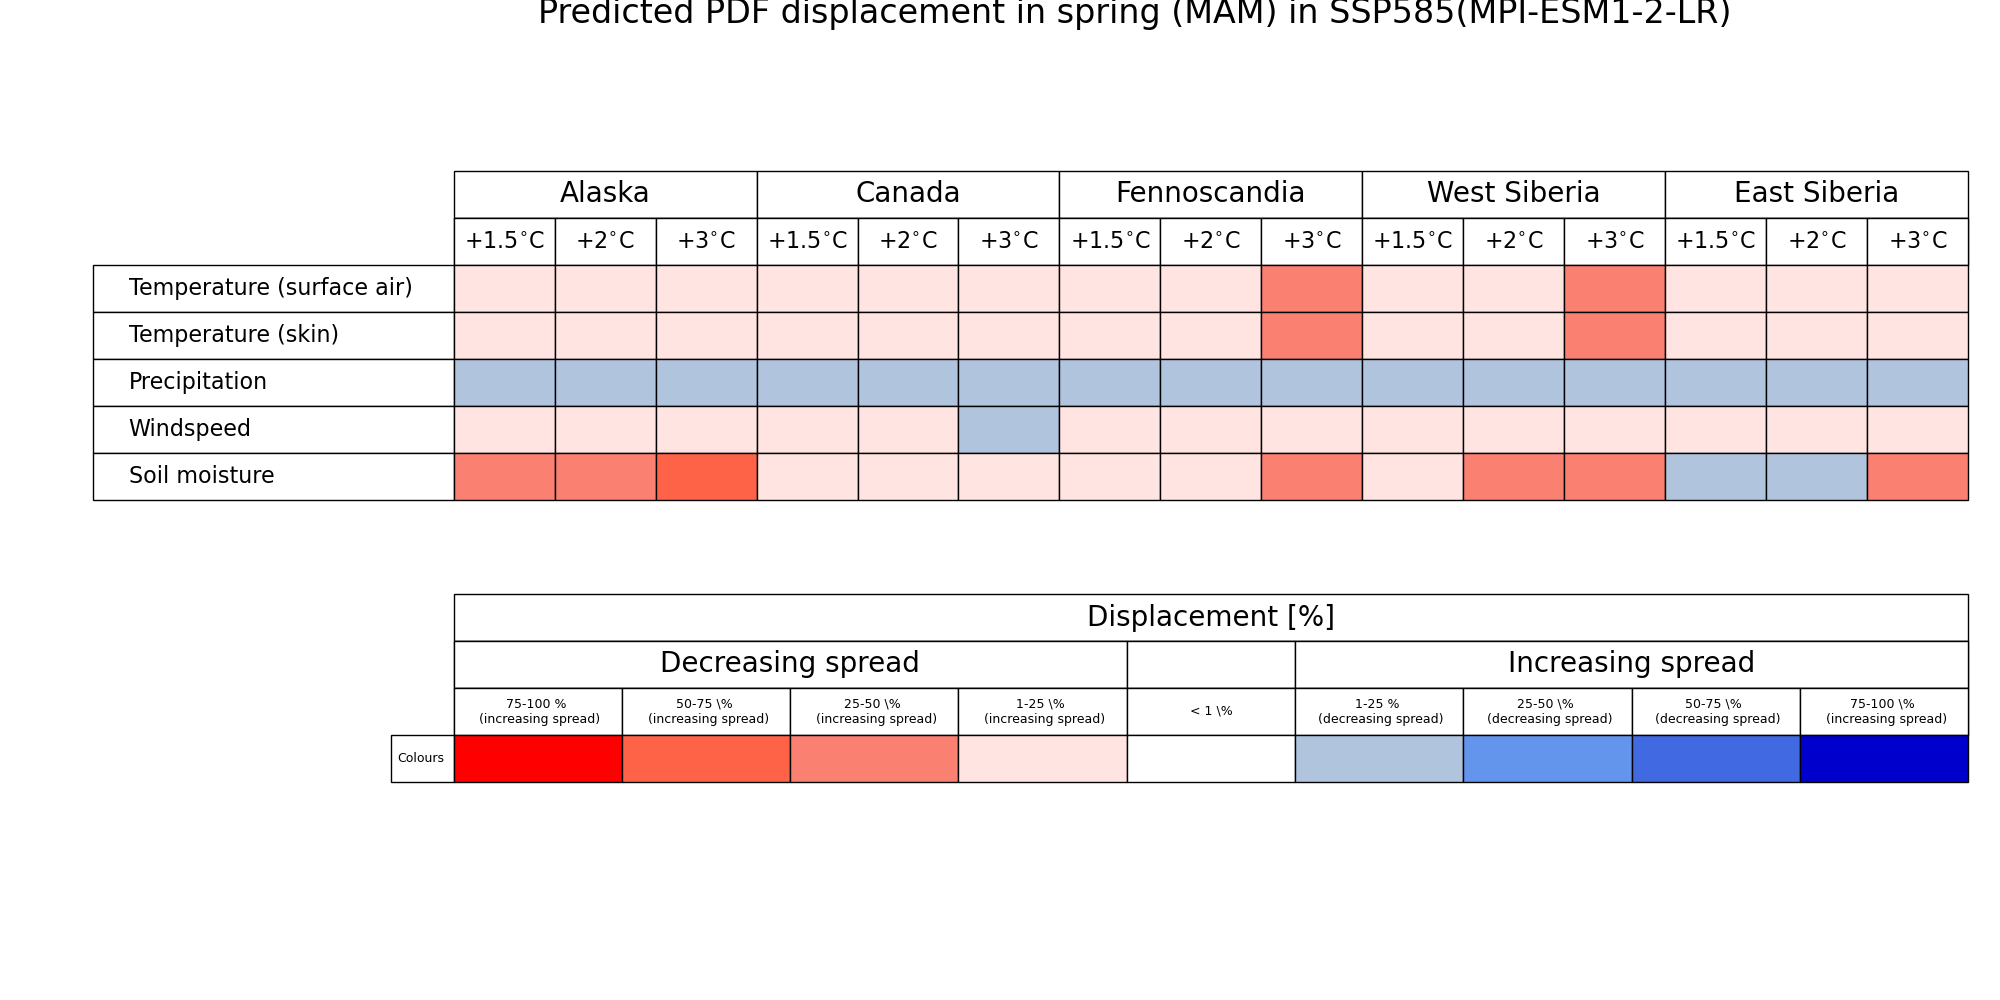 Predicted PDF displacement in spring (MAM) in SSP585(MPI-ESM1-2-LR)
Alaska Canada Fennoscandia West Siberia East Siberia
+1.5°C +2°C +3°C +1.5°C +2°C +3°C +1.5°C +2°C +3°C +1.5°C +2°C +3°C +1.5°C +2°C +3°C
Temperature (surface air)
Temperature (skin)
Precipitation
Windspeed
Soil moisture
Displacement [%]
Decreasing spread Increasing spread
75-100 % 50-75 \% 25-50 \% 1-25 \% < 1 \% 1-25 % 25-50 \% 50-75 \% 75-100 \%
(increasing spread) (increasing spread) (increasing spread) (increasing spread) (decreasing spread) (decreasing spread) (decreasing spread) (increasing spread)
Colours